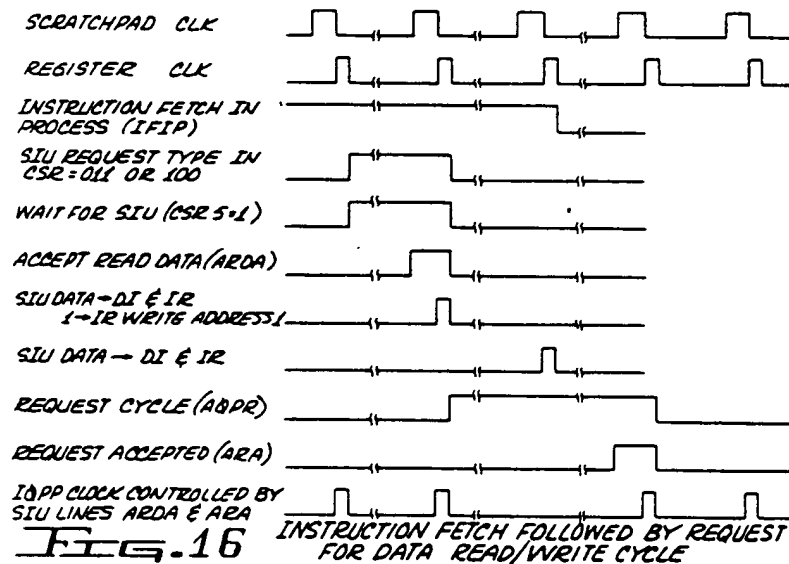 SCRATCHPAD CLK
REGISTER CLK
INSTRUCTION FETCH IN
PROCESS (IFIP)
SIU REQUEST TYPE IN
CSR=011 OR 100
WAIT FOR SIU (CSR 5=1)
ACCEPT READ DATA (ARDA)
SIU DATA→DI & IR
1→IR WRITE ADDRESS 1
SIU DATA → DI & IR
REQUEST CYCLE (AOPR)
REQUEST ACCEPTED (ARA)
IOPP CLOCK CONTROLLED BY
SIU LINES ARDA & ARA
FIG. 16
INSTRUCTION FETCH FOLLOWED BY REQUEST
FOR DATA READ/WRITE CYCLE